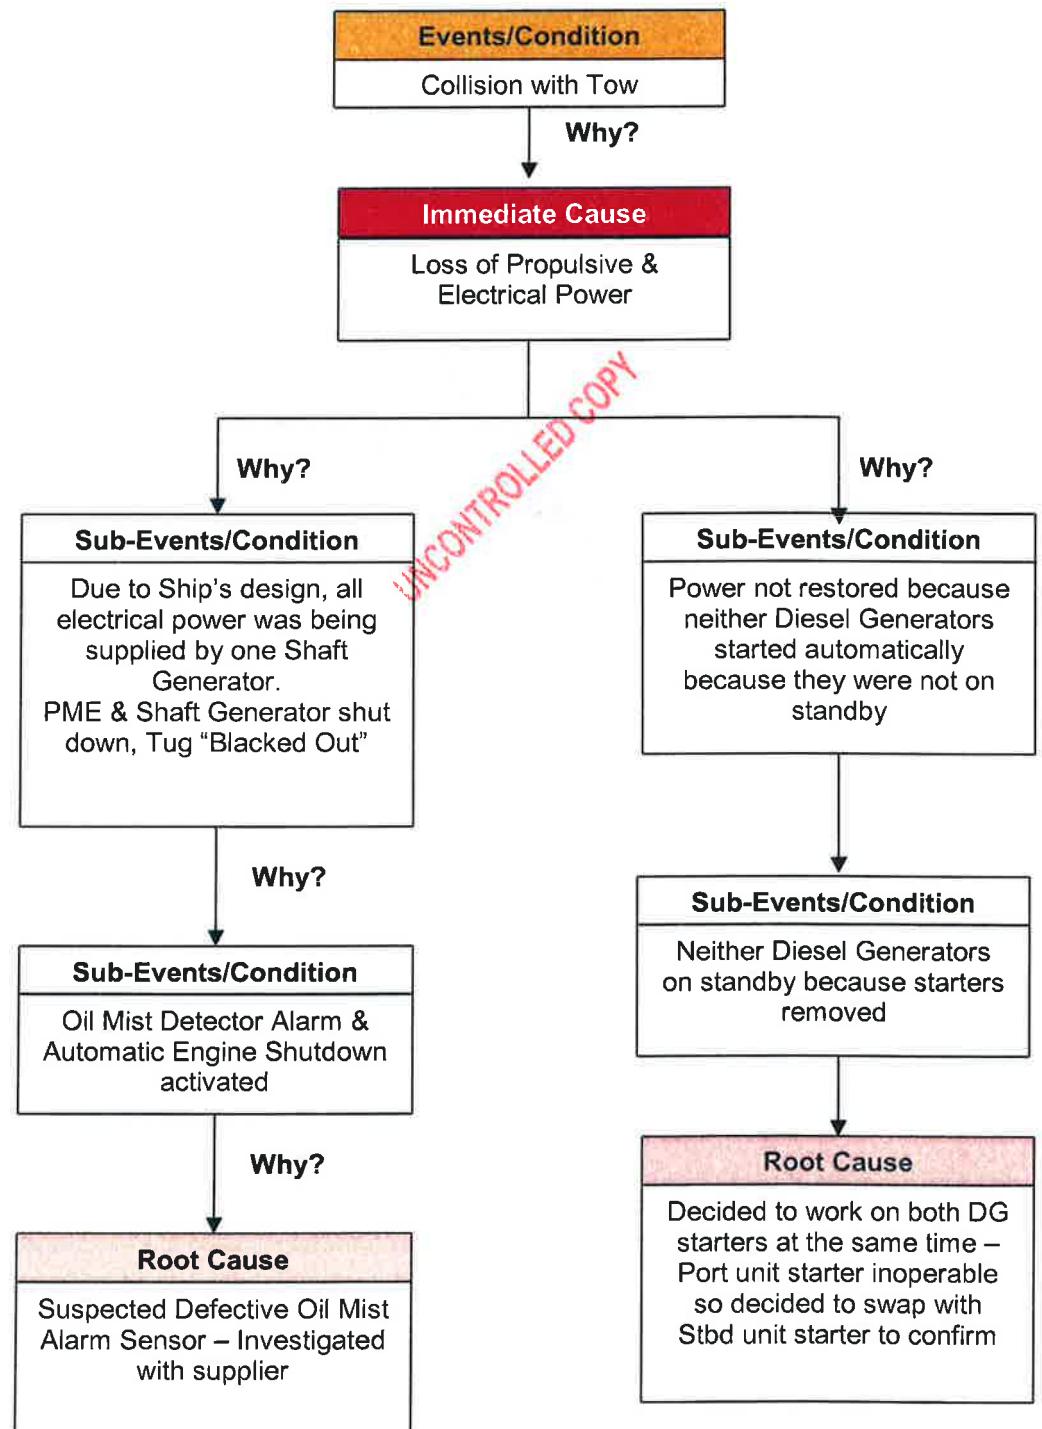 Events/Condition
Collision with Tow
Why?
Immediate Cause
Loss of Propulsive &
Electrical Power
UNCONTROLLED COPY
Why?
Why?
Sub-Events/Condition
Due to Ship's design, all
electrical power was being
supplied by one Shaft
Generator.
PME & Shaft Generator shut
down, Tug “Blacked Out”
Sub-Events/Condition
Power not restored because
neither Diesel Generators
started automatically
because they were not on
standby
Why?
Sub-Events/Condition
Oil Mist Detector Alarm &
Automatic Engine Shutdown
activated
Sub-Events/Condition
Neither Diesel Generators
on standby because starters
removed
Why?
Root Cause
Suspected Defective Oil Mist
Alarm Sensor – Investigated
with supplier
Root Cause
Decided to work on both DG
starters at the same time –
Port unit starter inoperable
so decided to swap with
Stbd unit starter to confirm